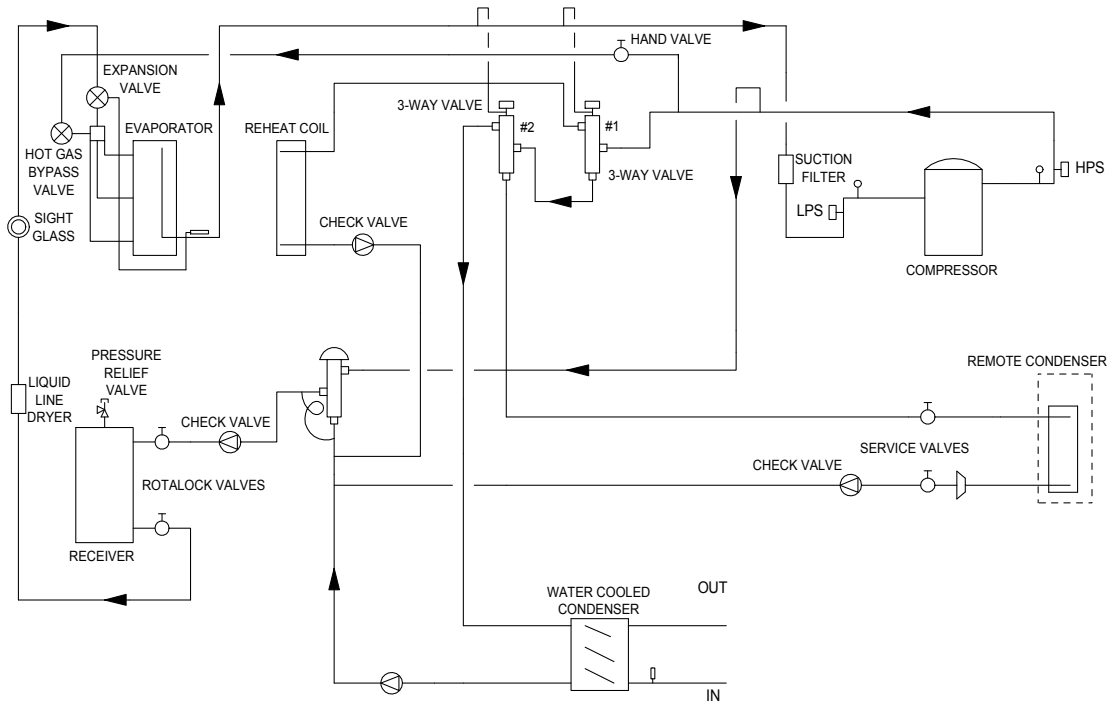 HAND VALVE
EXPANSION
VALVE
3-WAY VALVE
EVAPORATOR
REHEAT COIL
#2
#1
HOT GAS
BYPASS
VALVE
3-WAY VALVE
SUCTION
FILTER
HPS
SIGHT
GLASS
CHECK VALVE
LPS
COMPRESSOR
PRESSURE
RELIEF
VALVE
REMOTE CONDENSER
LIQUID
LINE
DRYER
CHECK VALVE
SERVICE VALVES
CHECK VALVE
ROTALOCK VALVES
RECEIVER
WATER COOLED
CONDENSER
OUT
IN